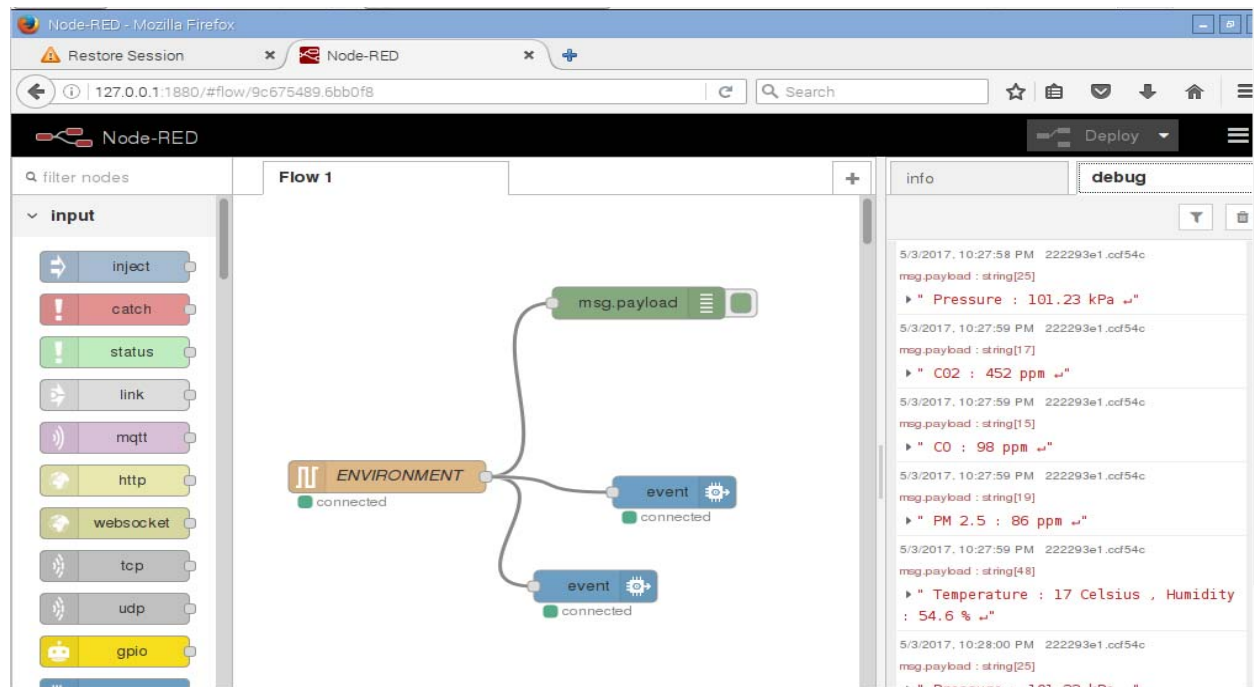 Node-RED - Mozilla Firefox
Restore Session
Node-RED
127.0.0.1:1880/#flow/9c675489.6bb0f8
Search
Node-RED
Deploy
filter nodes
Flow 1
info
debug
input
inject
catch
status
link
mqtt
http
websocket
tcp
udp
gpio
msg.payload
ENVIRONMENT
connected
event
connected
event
connected
5/3/2017, 10:27:58 PM 222293e1.ccf54c
msg.payload : string[25]
" Pressure : 101.23 kPa ↵"
5/3/2017, 10:27:59 PM 222293e1.ccf54c
msg.payload : string[17]
" CO2 : 452 ppm ↵"
5/3/2017, 10:27:59 PM 222293e1.ccf54c
msg.payload : string[15]
" CO : 98 ppm ↵"
5/3/2017, 10:27:59 PM 222293e1.ccf54c
msg.payload : string[19]
" PM 2.5 : 86 ppm ↵"
5/3/2017, 10:27:59 PM 222293e1.ccf54c
msg.payload : string[48]
" Temperature : 17 Celsius , Humidity
: 54.6 % ↵"
5/3/2017, 10:28:00 PM 222293e1.ccf54c
msg.payload : string[25]